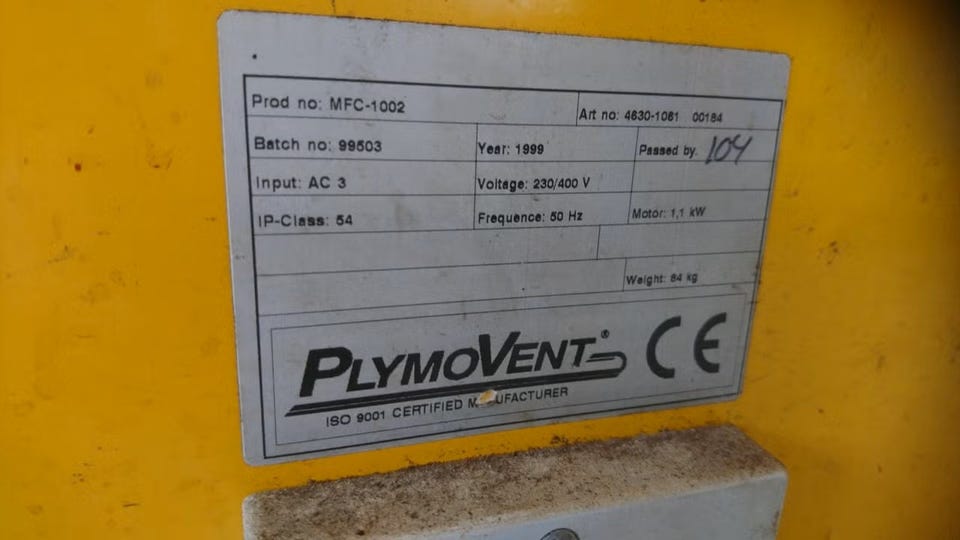 Prod no: MFC-1002 Art no: 4630-1061 00184
Batch no: 99503 Year: 1999 Passed by. 104
Input: AC 3 Voltage: 230/400 V
IP-Class: 54 Frequence: 50 Hz Motor: 1,1 kW
Weight: 84 kg
PLYMOVENT® CE
ISO 9001 CERTIFIED MANUFACTURER